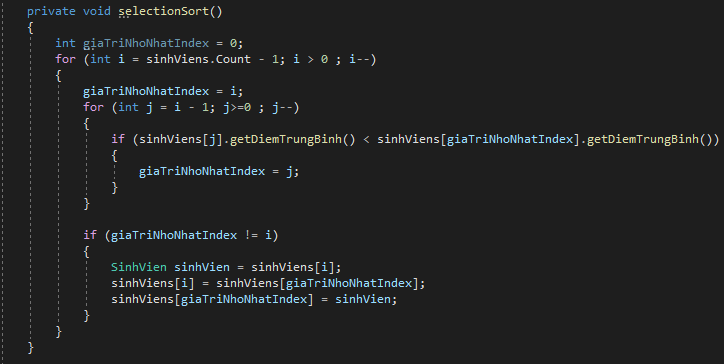 private void selectionSort()
{
int giaTriNhoNhatIndex = 0;
for (int i = sinhViens.Count - 1; i > 0 ; i--)
{
giaTriNhoNhatIndex = i;
for (int j = i - 1; j>=0 ; j--)
{
if (sinhViens[j].getDiemTrungBinh() < sinhViens[giaTriNhoNhatIndex].getDiemTrungBinh())
{
giaTriNhoNhatIndex = j;
}
}
if (giaTriNhoNhatIndex != i)
{
SinhVien sinhVien = sinhViens[i];
sinhViens[i] = sinhViens[giaTriNhoNhatIndex];
sinhViens[giaTriNhoNhatIndex] = sinhVien;
}
}
}